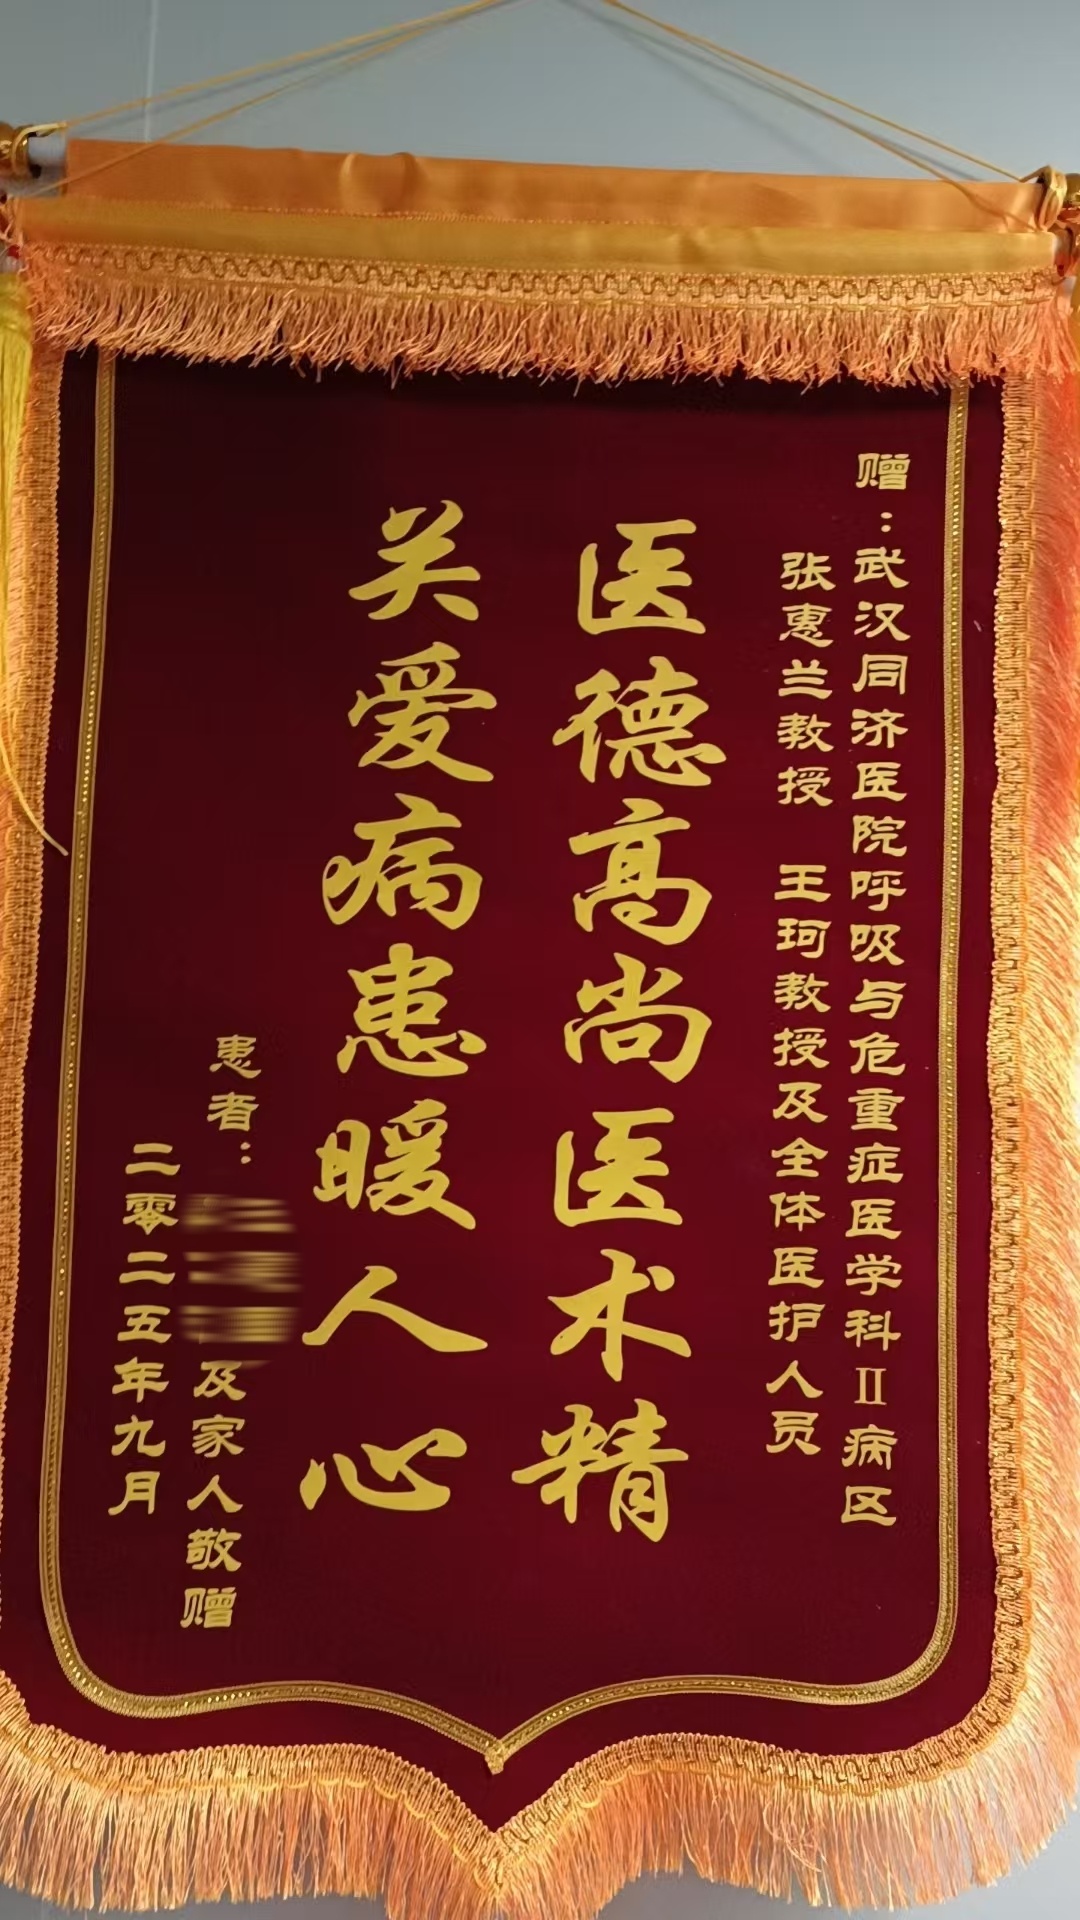 赠：武汉同济医院呼吸与危重症医学科Ⅱ病区
张惠兰教授 王珂教授及全体医护人员
医德高尚医术精
关爱病患暖人心
患者：
及家人敬赠
二零二五年九月